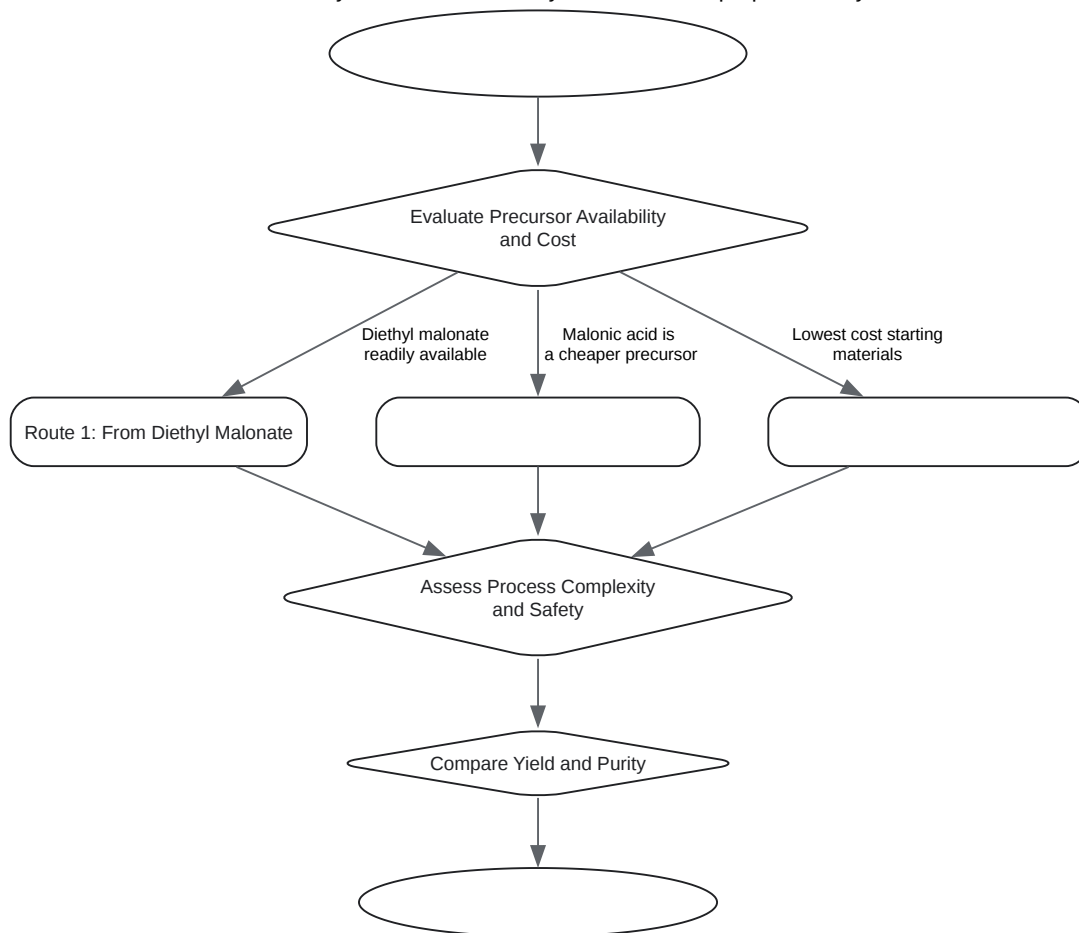 Evaluate Precursor Availability
and Cost
Diethyl malonate
readily available
Malonic acid is
a cheaper precursor
Lowest cost starting
materials
Route 1: From Diethyl Malonate
Assess Process Complexity
and Safety
Compare Yield and Purity